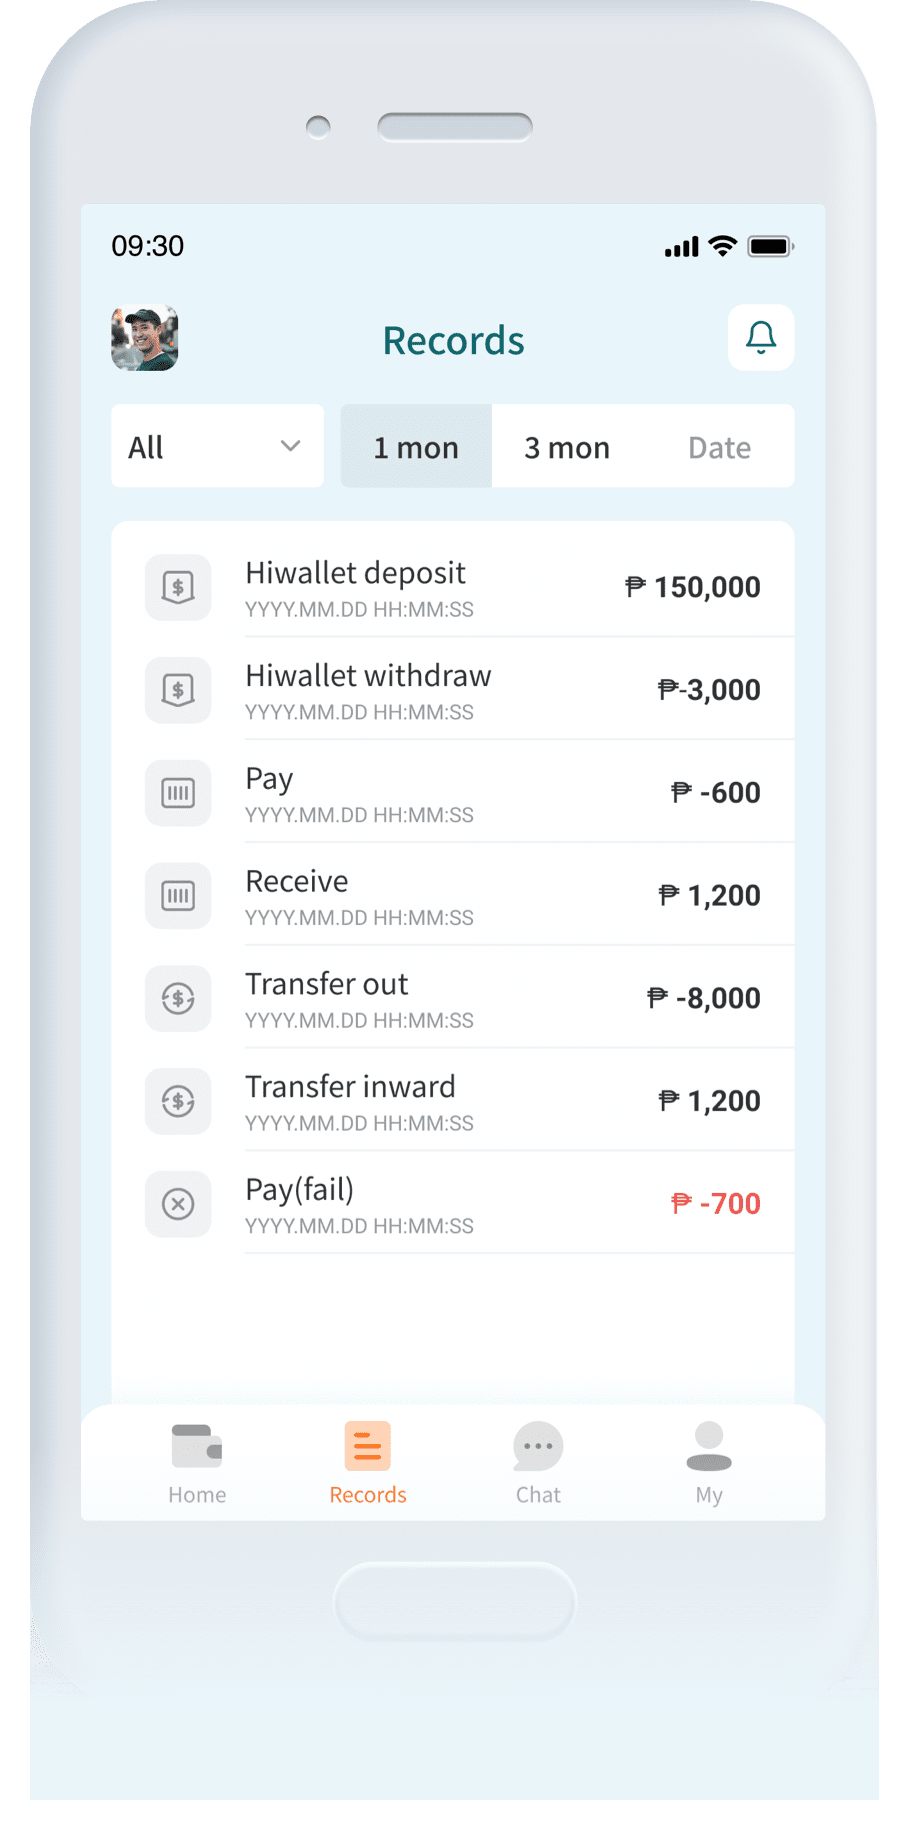 09:30
Records
All
1 mon
3 mon
Date
Hiwallet deposit
₱ 150,000
YYYY.MM.DD HH:MM:SS
Hiwallet withdraw
₱-3,000
YYYY.MM.DD HH:MM:SS
Pay
₱ -600
YYYY.MM.DD HH:MM:SS
Receive
₱ 1,200
YYYY.MM.DD HH:MM:SS
Transfer out
₱ -8,000
YYYY.MM.DD HH:MM:SS
Transfer inward
₱ 1,200
YYYY.MM.DD HH:MM:SS
Pay(fail)
₱ -700
YYYY.MM.DD HH:MM:SS
Home
Records
Chat
My